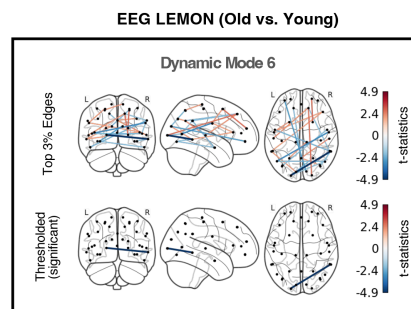 EEG LEMON (Old vs. Young)
Dynamic Mode 6
Top 3% Edges
L R
L
R
4.9
2.4
0
-2.4
-4.9
t-statistics
Thresholded
(significant)
L R
L
R
4.9
2.4
0
-2.4
-4.9
t-statistics